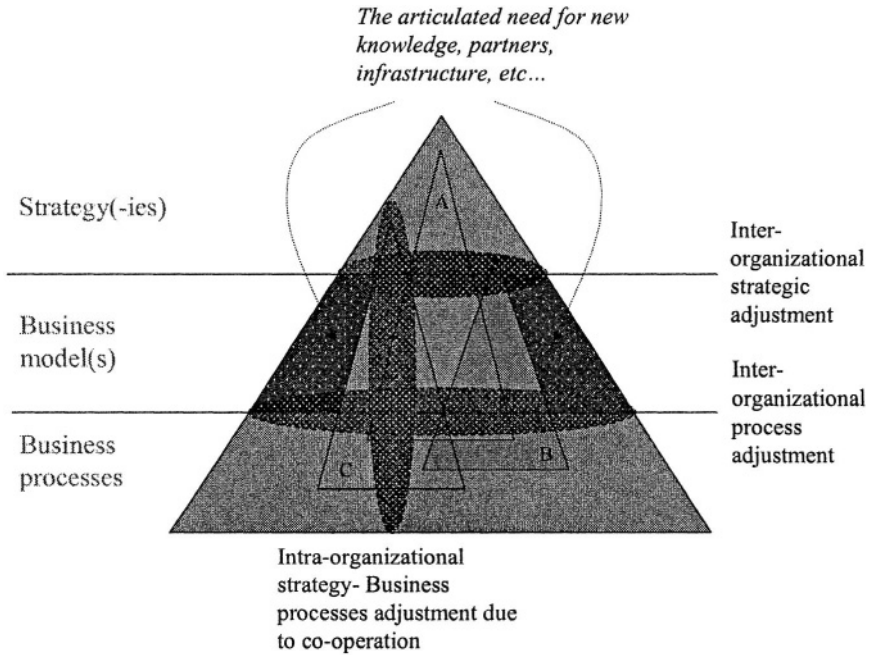 The articulated need for new
knowledge, partners,
infrastructure, etc…
A
Strategy(-ies)
Inter-
organizational
strategic
adjustment
Business
model(s)
Inter-
organizational
process
adjustment
Business
processes
C
B
Intra-organizational
strategy- Business
processes adjustment due
to co-operation